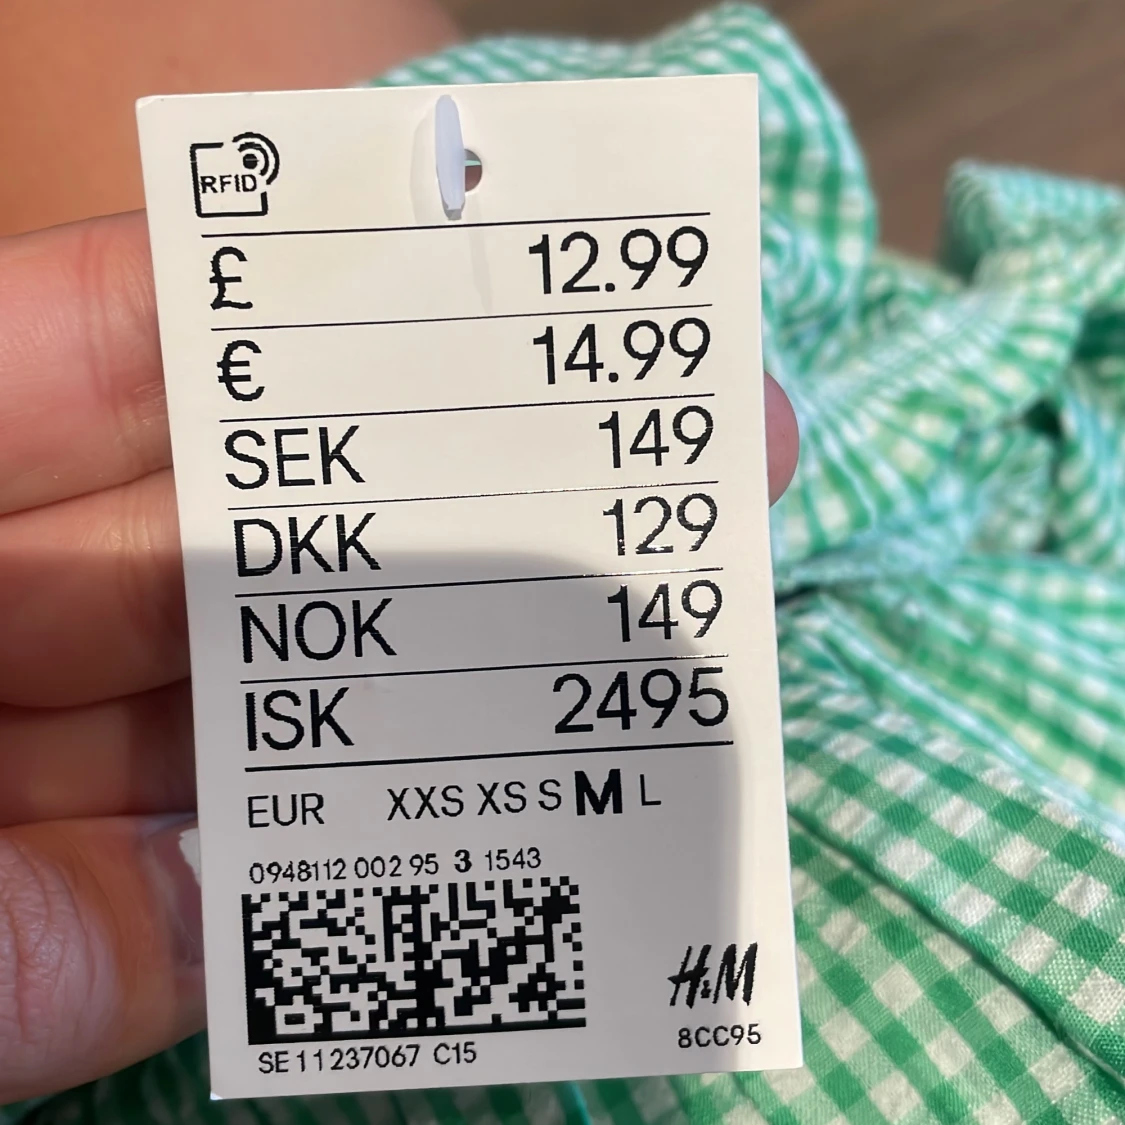 RFID
£ 12.99
€ 14.99
SEK 149
DKK 129
NOK 149
ISK 2495
EUR XXS XS S M L
0948112 002 95 3 1543
H&M
8CC95
SE 11237067 C15